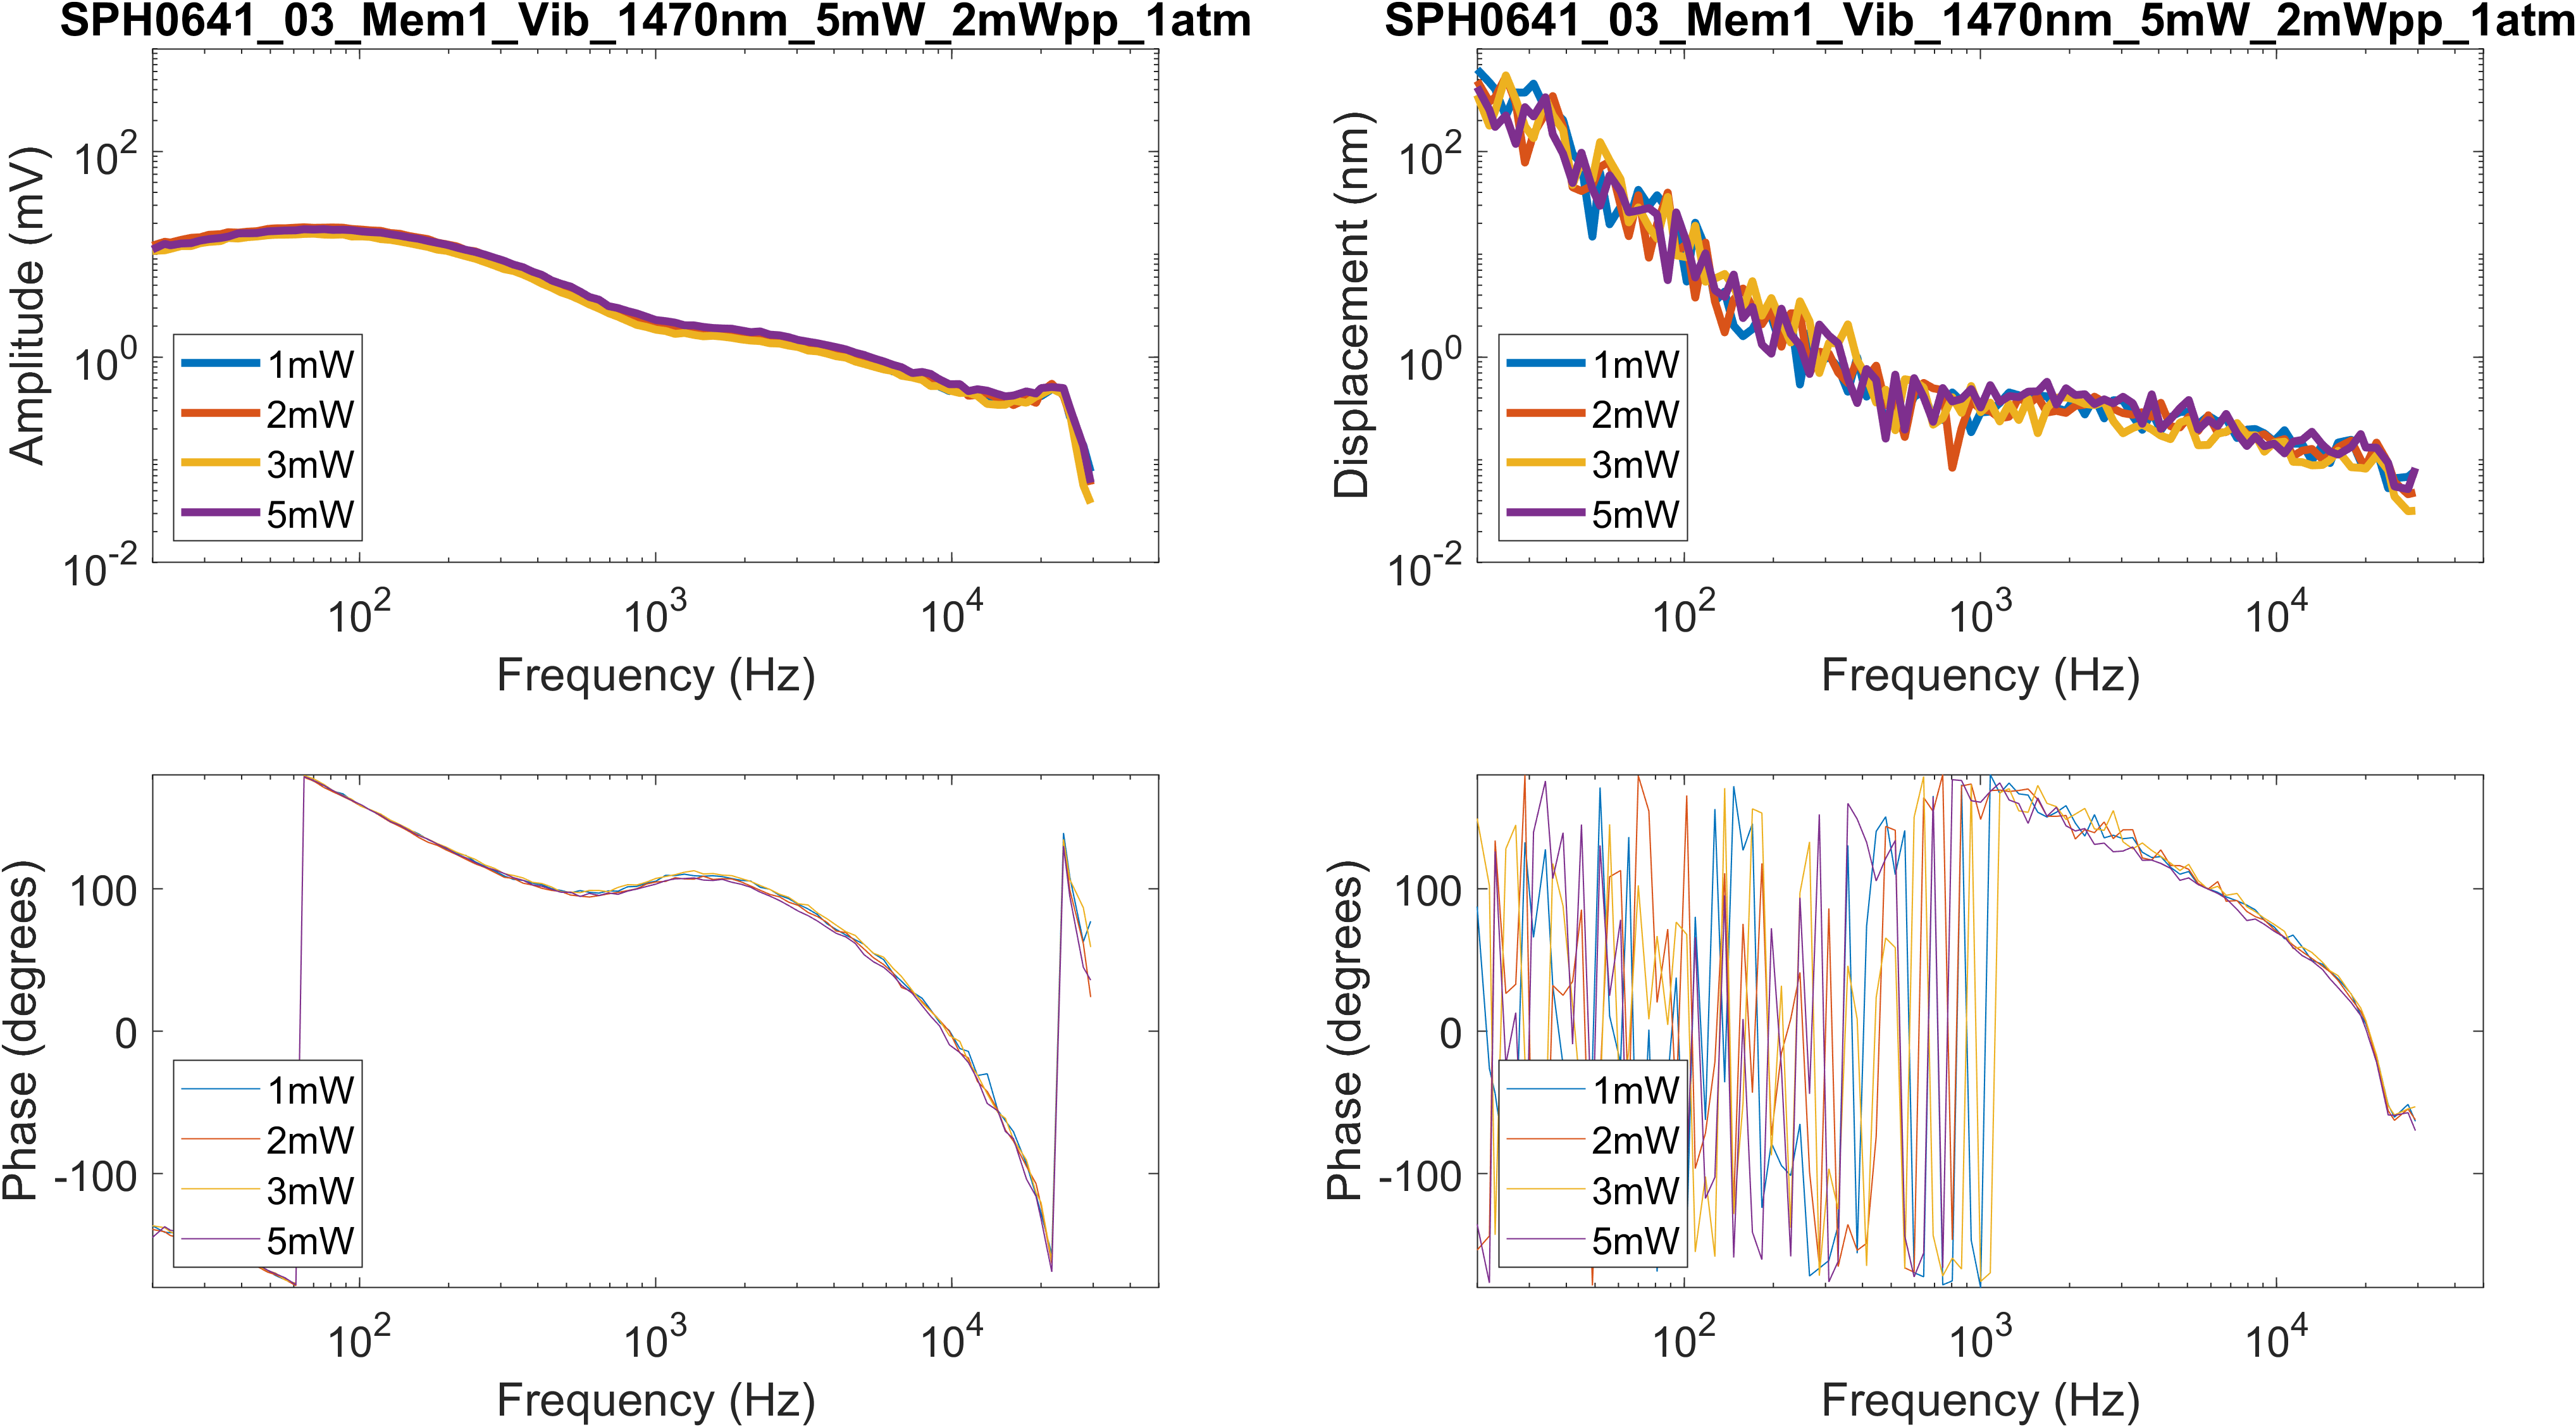 SPH0641_03_Mem1_Vib_1470nm_5mW_2mWpp_1atm
Amplitude (mV)
10^2
10^0
10^-2
1mW
2mW
3mW
5mW
10^2 10^3 10^4
Frequency (Hz)
SPH0641_03_Mem1_Vib_1470nm_5mW_2mWpp_1atm
Displacement (nm)
10^2
10^0
10^-2
1mW
2mW
3mW
5mW
10^2 10^3 10^4
Frequency (Hz)
Phase (degrees)
100
0
-100
1mW
2mW
3mW
5mW
10^2 10^3 10^4
Frequency (Hz)
Phase (degrees)
100
0
-100
1mW
2mW
3mW
5mW
10^2 10^3 10^4
Frequency (Hz)